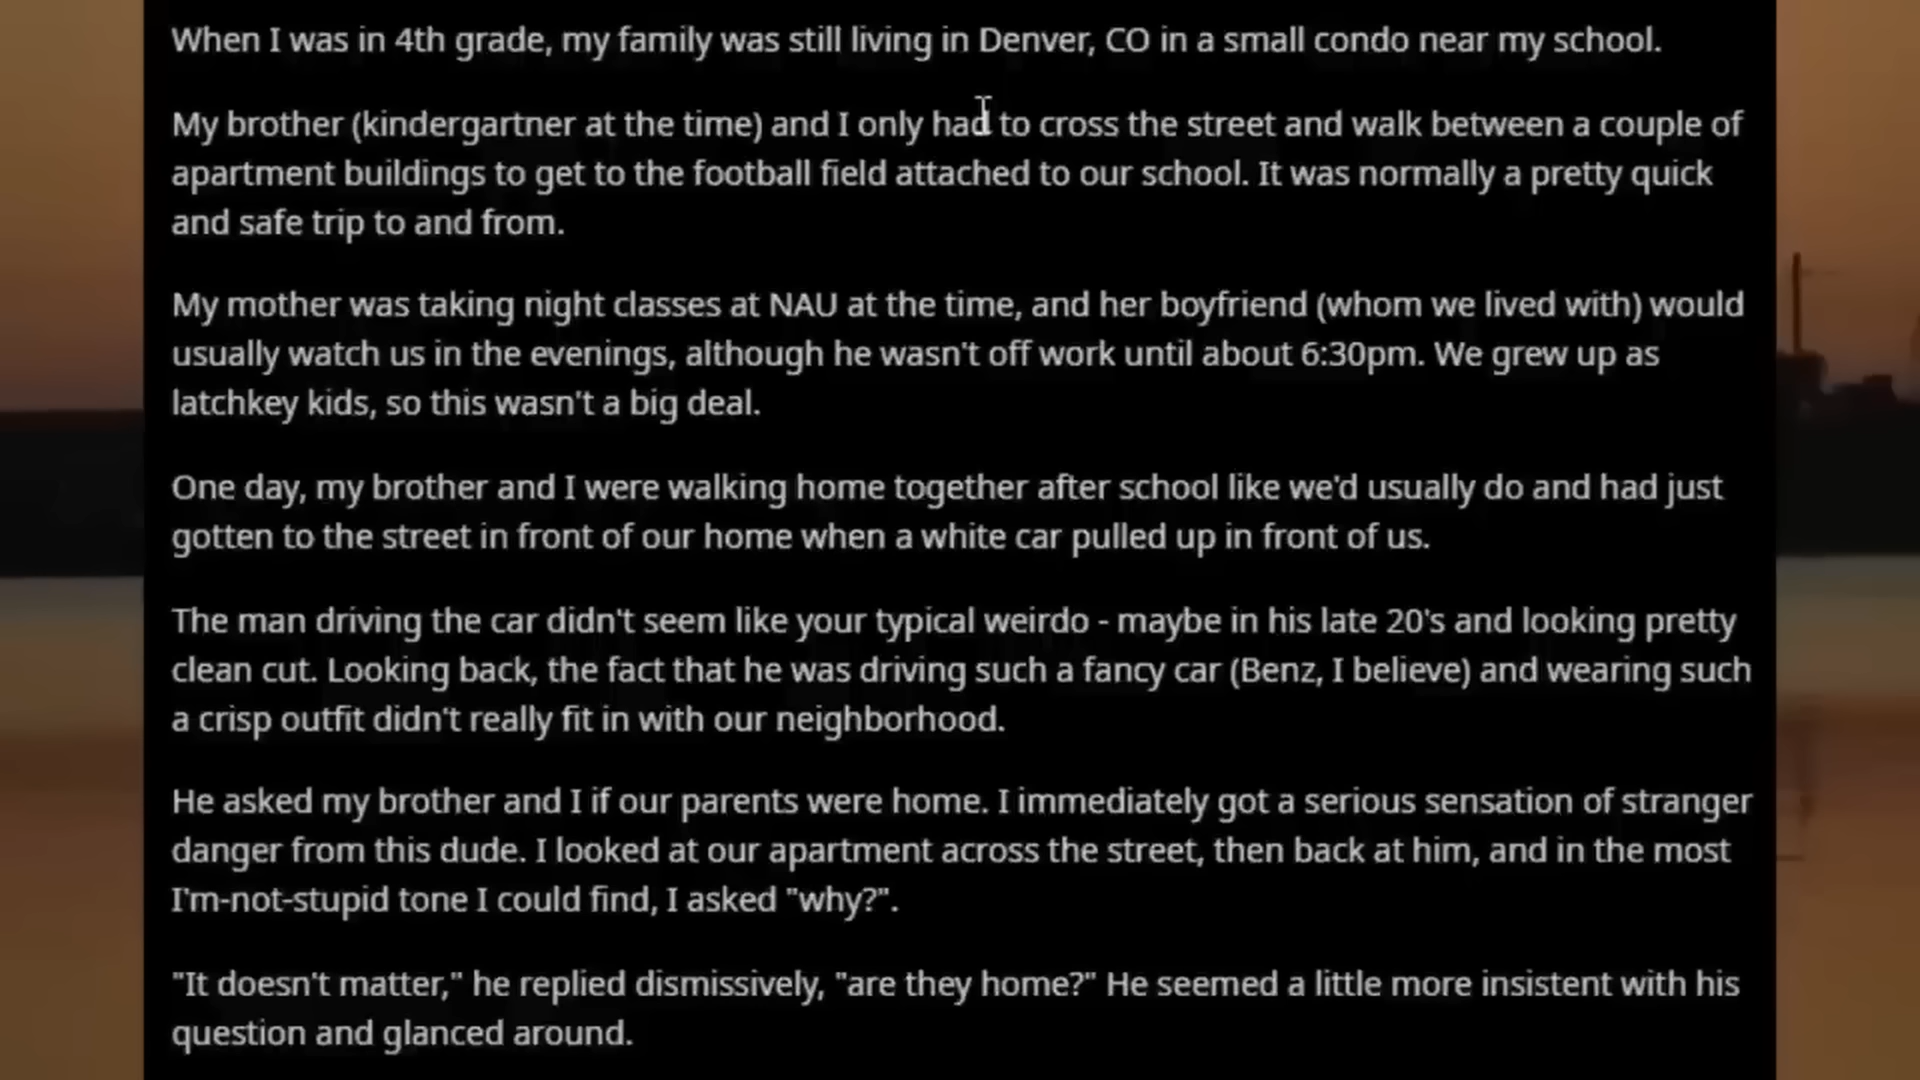 When I was in 4th grade, my family was still living in Denver, CO in a small condo near my school.
My brother (kindergartner at the time) and I only had to cross the street and walk between a couple of
apartment buildings to get to the football field attached to our school. It was normally a pretty quick
and safe trip to and from.
My mother was taking night classes at NAU at the time, and her boyfriend (whom we lived with) would
usually watch us in the evenings, although he wasn't off work until about 6:30pm. We grew up as
latchkey kids, so this wasn't a big deal.
One day, my brother and I were walking home together after school like we'd usually do and had just
gotten to the street in front of our home when a white car pulled up in front of us.
The man driving the car didn't seem like your typical weirdo - maybe in his late 20's and looking pretty
clean cut. Looking back, the fact that he was driving such a fancy car (Benz, I believe) and wearing such
a crisp outfit didn't really fit in with our neighborhood.
He asked my brother and I if our parents were home. I immediately got a serious sensation of stranger
danger from this dude. I looked at our apartment across the street, then back at him, and in the most
I'm-not-stupid tone I could find, I asked "why?".
"It doesn't matter," he replied dismissively, "are they home?" He seemed a little more insistent with his
question and glanced around.